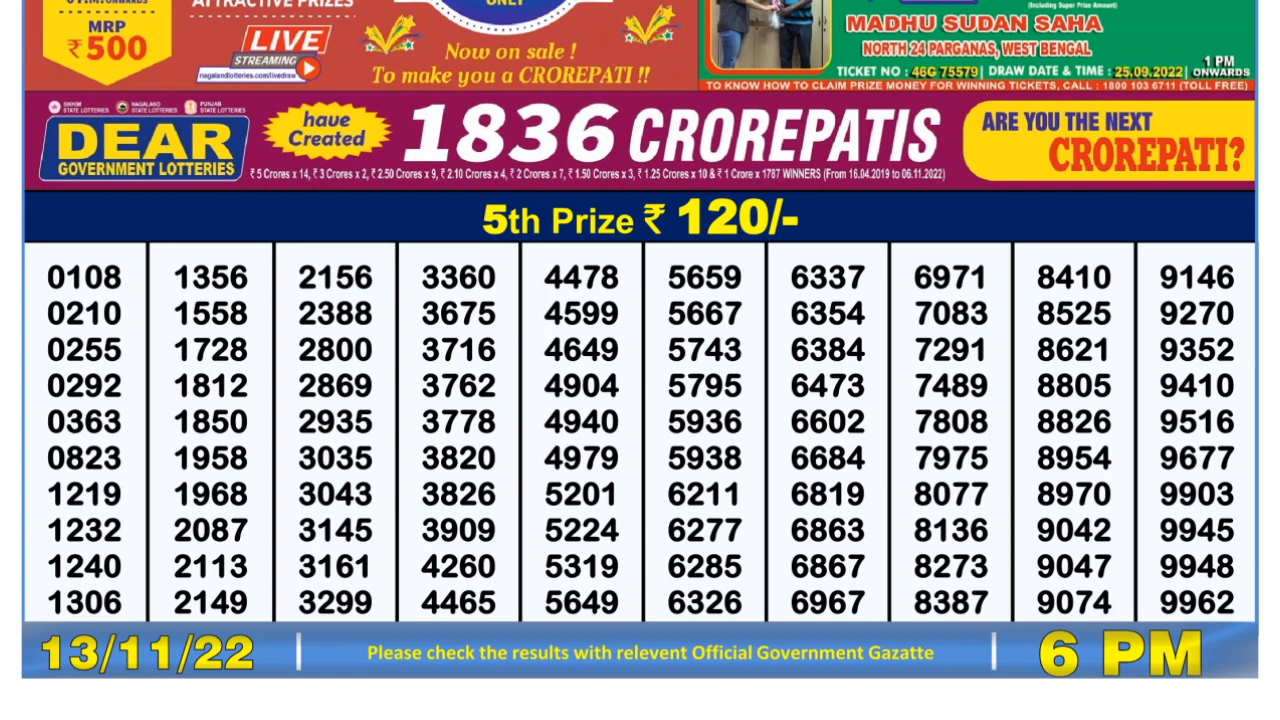 6 P.M. ONWARDS
MRP
₹500
ATTRACTIVE PRIZES
LIVE
STREAMING
nagalandlotteries.com/livedraw
ONLY
Now on sale !
To make you a CROREPATI !!
(Including Super Prize Amount)
MADHU SUDAN SAHA
NORTH 24 PARGANAS, WEST BENGAL
TICKET NO : 46G 75579| DRAW DATE & TIME : 25.09.2022| 1 PM ONWARDS
TO KNOW HOW TO CLAIM PRIZE MONEY FOR WINNING TICKETS, CALL : 1800 103 6711 (TOLL FREE)
SIKKIM STATE LOTTERIES NAGALAND STATE LOTTERIES PUNJAB STATE LOTTERIES
DEAR
GOVERNMENT LOTTERIES
have
Created
1836 CROREPATIS
₹ 5 Crores x 14, ₹ 3 Crores x 2, ₹ 2.50 Crores x 9, ₹ 2.10 Crores x 4, ₹ 2 Crores x 7, ₹ 1.50 Crores x 3, ₹ 1.25 Crores x 10 & ₹ 1 Crore x 1787 WINNERS (From 16.04.2019 to 06.11.2022)
ARE YOU THE NEXT
CROREPATI?
5th Prize ₹ 120/-
0108 1356 2156 3360 4478 5659 6337 6971 8410 9146
0210 1558 2388 3675 4599 5667 6354 7083 8525 9270
0255 1728 2800 3716 4649 5743 6384 7291 8621 9352
0292 1812 2869 3762 4904 5795 6473 7489 8805 9410
0363 1850 2935 3778 4940 5936 6602 7808 8826 9516
0823 1958 3035 3820 4979 5938 6684 7975 8954 9677
1219 1968 3043 3826 5201 6211 6819 8077 8970 9903
1232 2087 3145 3909 5224 6277 6863 8136 9042 9945
1240 2113 3161 4260 5319 6285 6867 8273 9047 9948
1306 2149 3299 4465 5649 6326 6967 8387 9074 9962
13/11/22 | Please check the results with relevent Official Government Gazatte | 6 PM